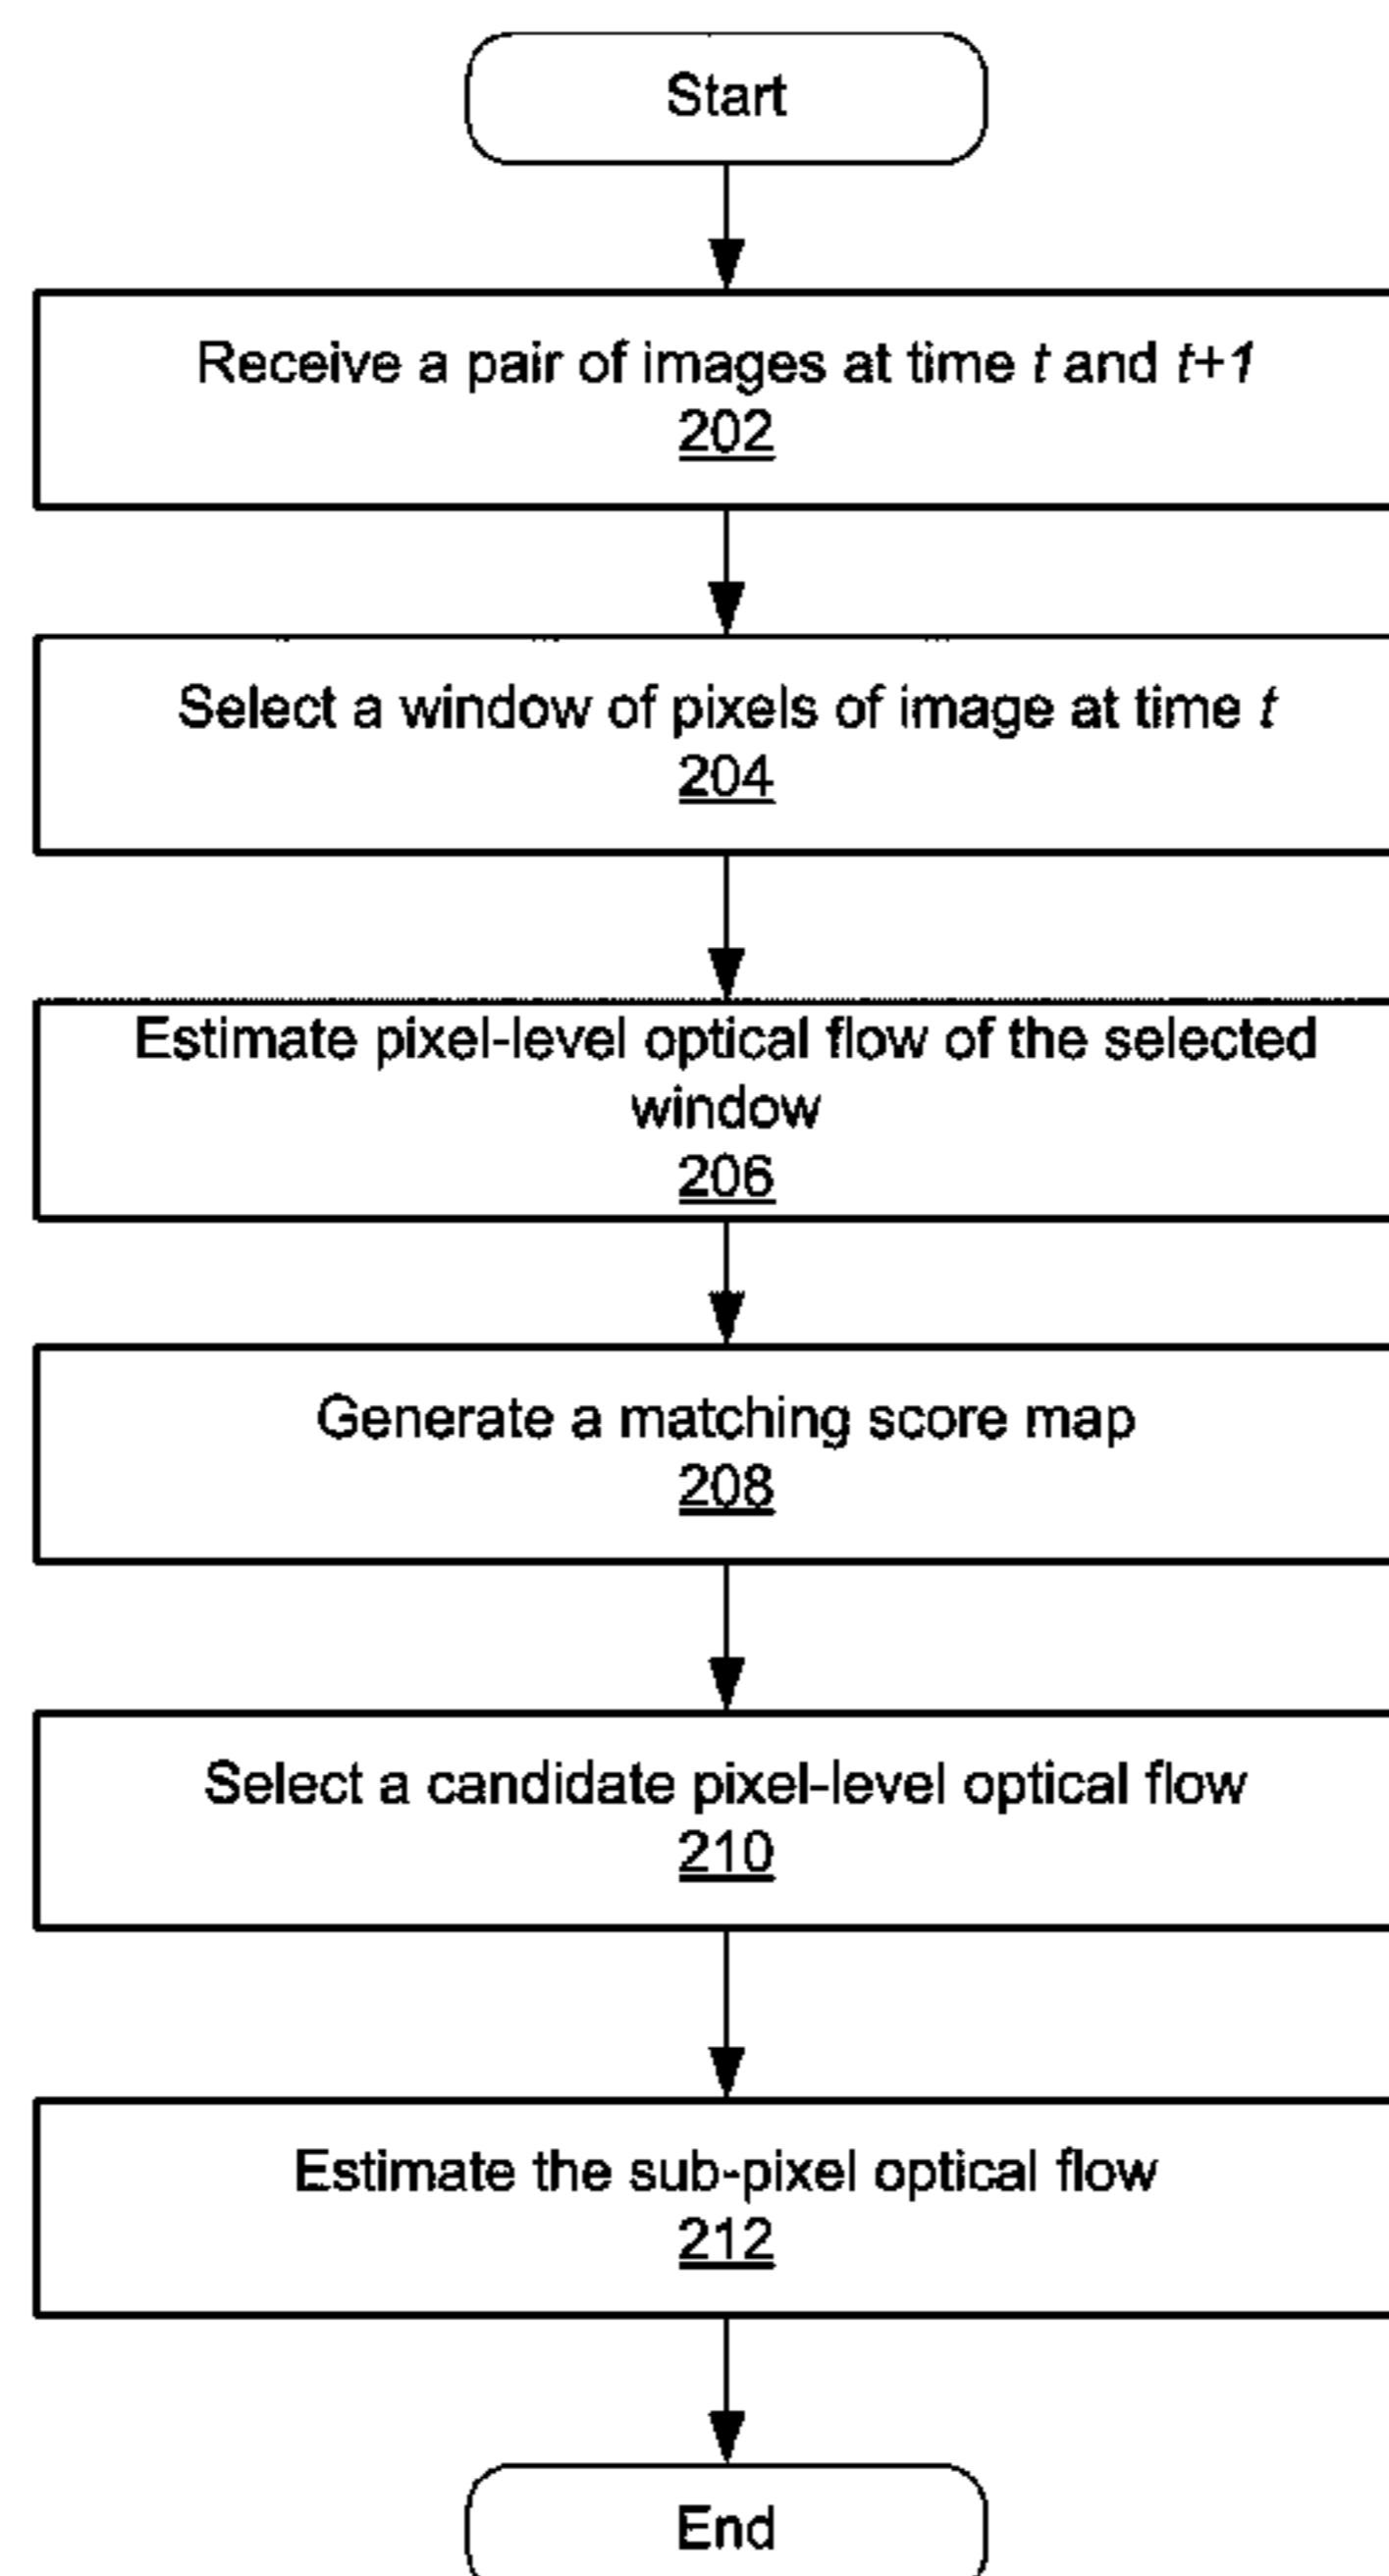 Start
Receive a pair of images at time t and t+1
202
Select a window of pixels of image at time t
204
Estimate pixel-level optical flow of the selected
window
206
Generate a matching score map
208
Select a candidate pixel-level optical flow
210
Estimate the sub-pixel optical flow
212
End